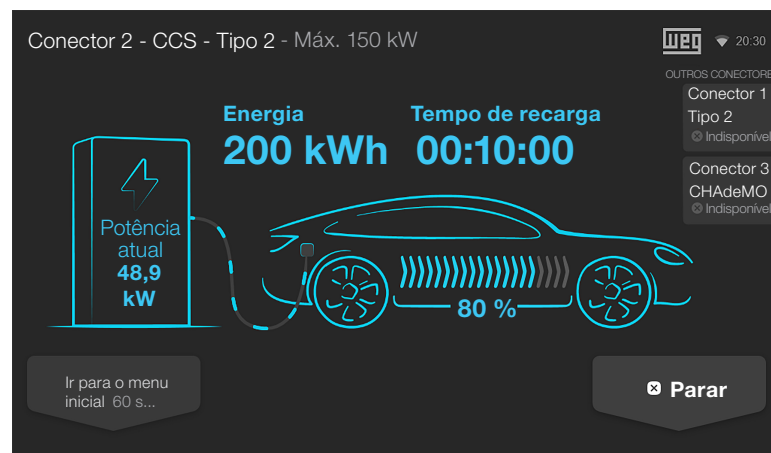 Conector 2 - CCS - Tipo 2 - Máx. 150 kW
WEG
20:30
OUTROS CONECTORE
Conector 1
Tipo 2
Indisponível
Conector 3
CHAdeMO
Indisponível
Energia
200 kWh
Tempo de recarga
00:10:00
Potência
atual
48,9
kW
80 %
Ir para o menu
inicial 60 s...
Parar